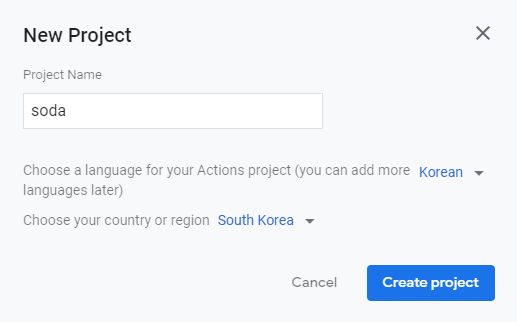 New Project
Project Name
soda
Choose a language for your Actions project (you can add more
languages later)
Korean
Choose your country or region South Korea
Cancel Create project